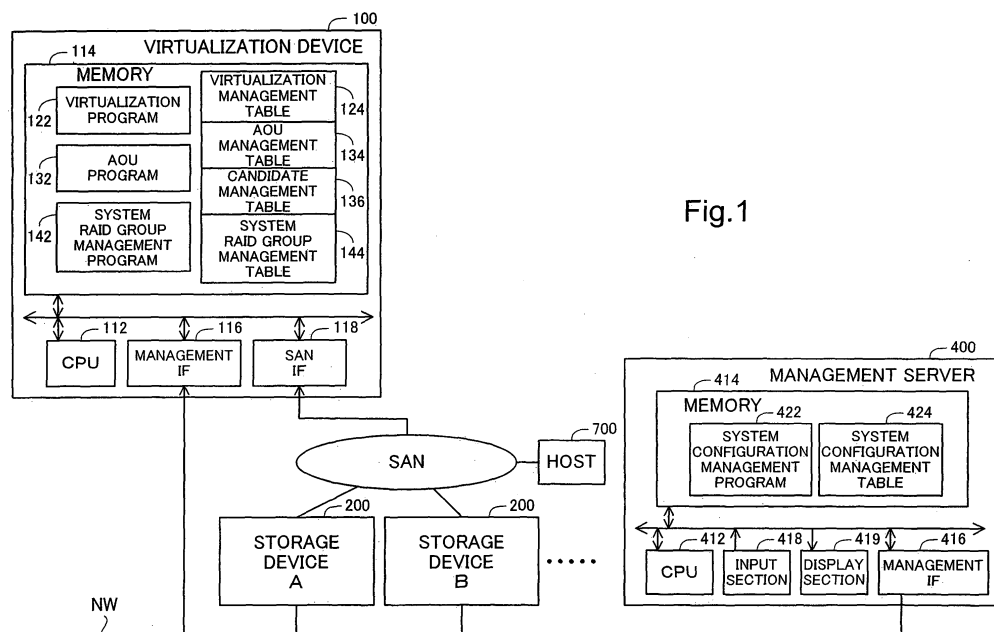 100
VIRTUALIZATION DEVICE
114
MEMORY
122
VIRTUALIZATION
PROGRAM
VIRTUALIZATION
MANAGEMENT
TABLE
124
132
AOU
PROGRAM
AOU
MANAGEMENT
TABLE
134
CANDIDATE
MANAGEMENT
TABLE
136
142
SYSTEM
RAID GROUP
MANAGEMENT
PROGRAM
SYSTEM
RAID GROUP
MANAGEMENT
TABLE
144
Fig.1
112
CPU
116
MANAGEMENT
IF
118
SAN
IF
SAN
700
HOST
200
STORAGE
DEVICE
A
200
STORAGE
DEVICE
B
NW
400
MANAGEMENT SERVER
414
MEMORY
422
SYSTEM
CONFIGURATION
MANAGEMENT
PROGRAM
424
SYSTEM
CONFIGURATION
MANAGEMENT
TABLE
412
CPU
418
INPUT
SECTION
419
DISPLAY
SECTION
416
MANAGEMENT
IF